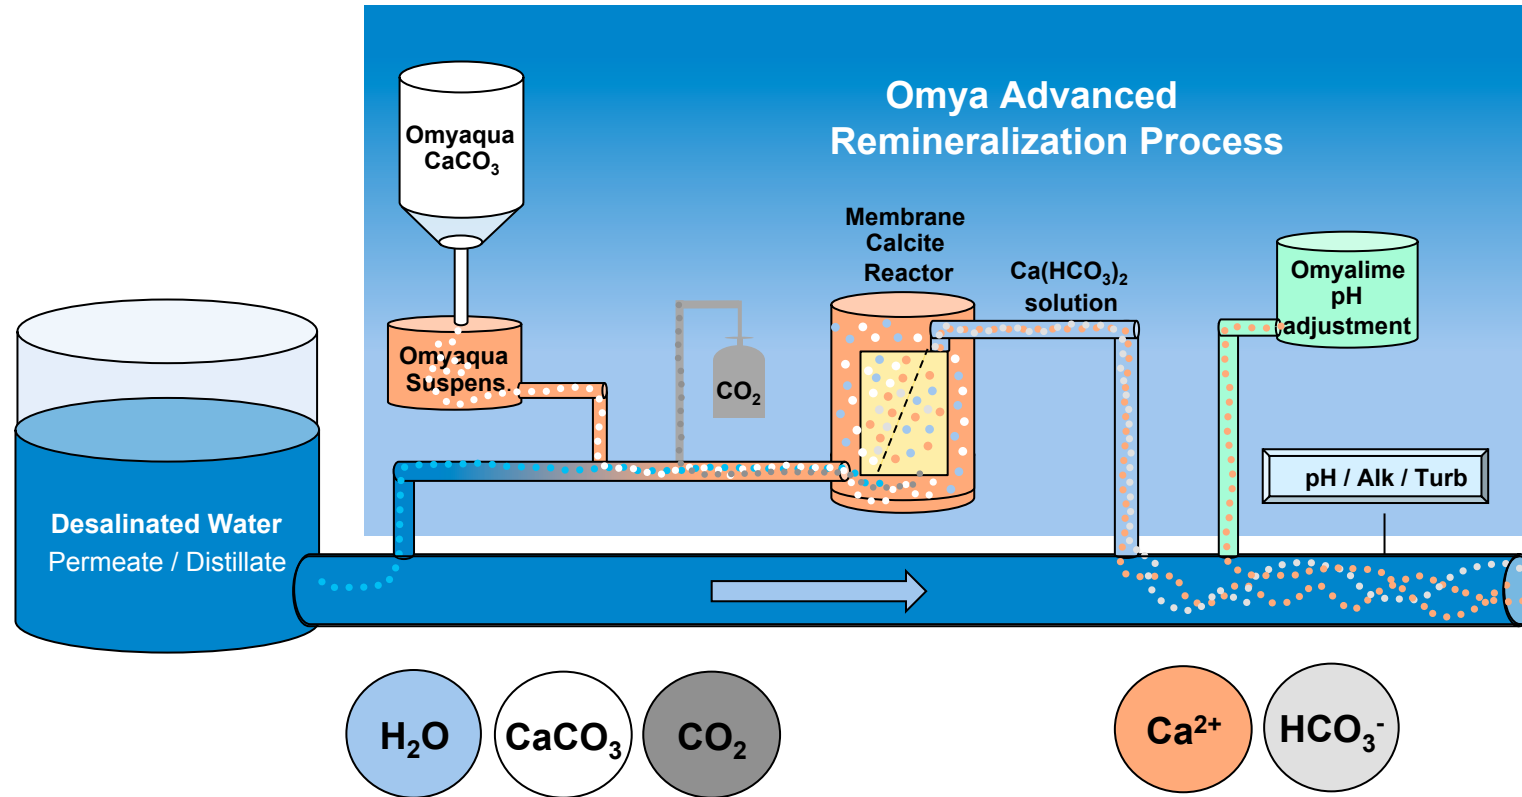 Omya Advanced
Remineralization Process
Omyaqua
CaCO₃
Membrane
Calcite
Reactor
Ca(HCO₃)₂
solution
Omyalime
pH
adjustment
Omyaqua
Suspens.
CO₂
pH / Alk / Turb
Desalinated Water
Permeate / Distillate
H₂O
CaCO₃
CO₂
Ca²⁺
HCO₃⁻